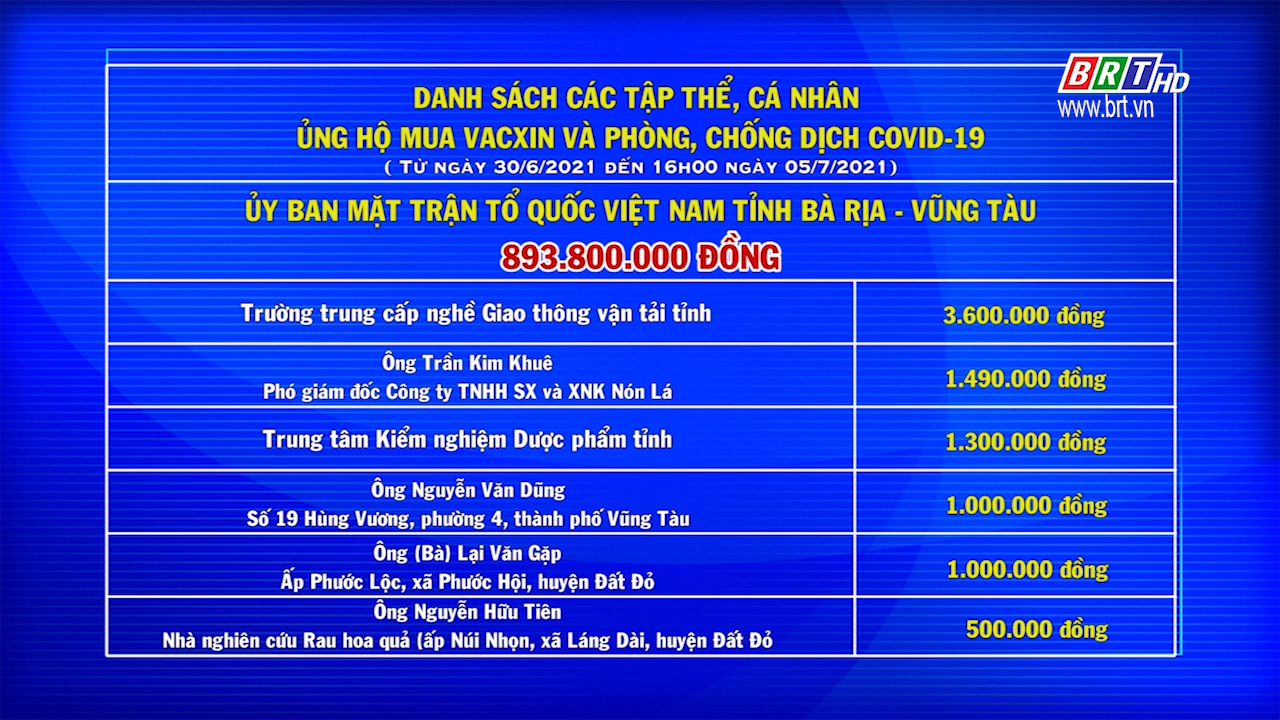 BRT HD
www.brt.vn
DANH SÁCH CÁC TẬP THỂ, CÁ NHÂN
ỦNG HỘ MUA VACXIN VÀ PHÒNG, CHỐNG DỊCH COVID-19
( TỪ NGÀY 30/6/2021 ĐẾN 16H00 NGÀY 05/7/2021)
ỦY BAN MẶT TRẬN TỔ QUỐC VIỆT NAM TỈNH BÀ RỊA - VŨNG TÀU
893.800.000 ĐỒNG
Trường trung cấp nghề Giao thông vận tải tỉnh
3.600.000 đồng
Ông Trần Kim Khuê
Phó giám đốc Công ty TNHH SX và XNK Nón Lá
1.490.000 đồng
Trung tâm Kiểm nghiệm Dược phẩm tỉnh
1.300.000 đồng
Ông Nguyễn Văn Dũng
Số 19 Hùng Vương, phường 4, thành phố Vũng Tàu
1.000.000 đồng
Ông (Bà) Lại Văn Gặp
Ấp Phước Lộc, xã Phước Hội, huyện Đất Đỏ
1.000.000 đồng
Ông Nguyễn Hữu Tiên
Nhà nghiên cứu Rau hoa quả (ấp Núi Nhọn, xã Láng Dài, huyện Đất Đỏ
500.000 đồng